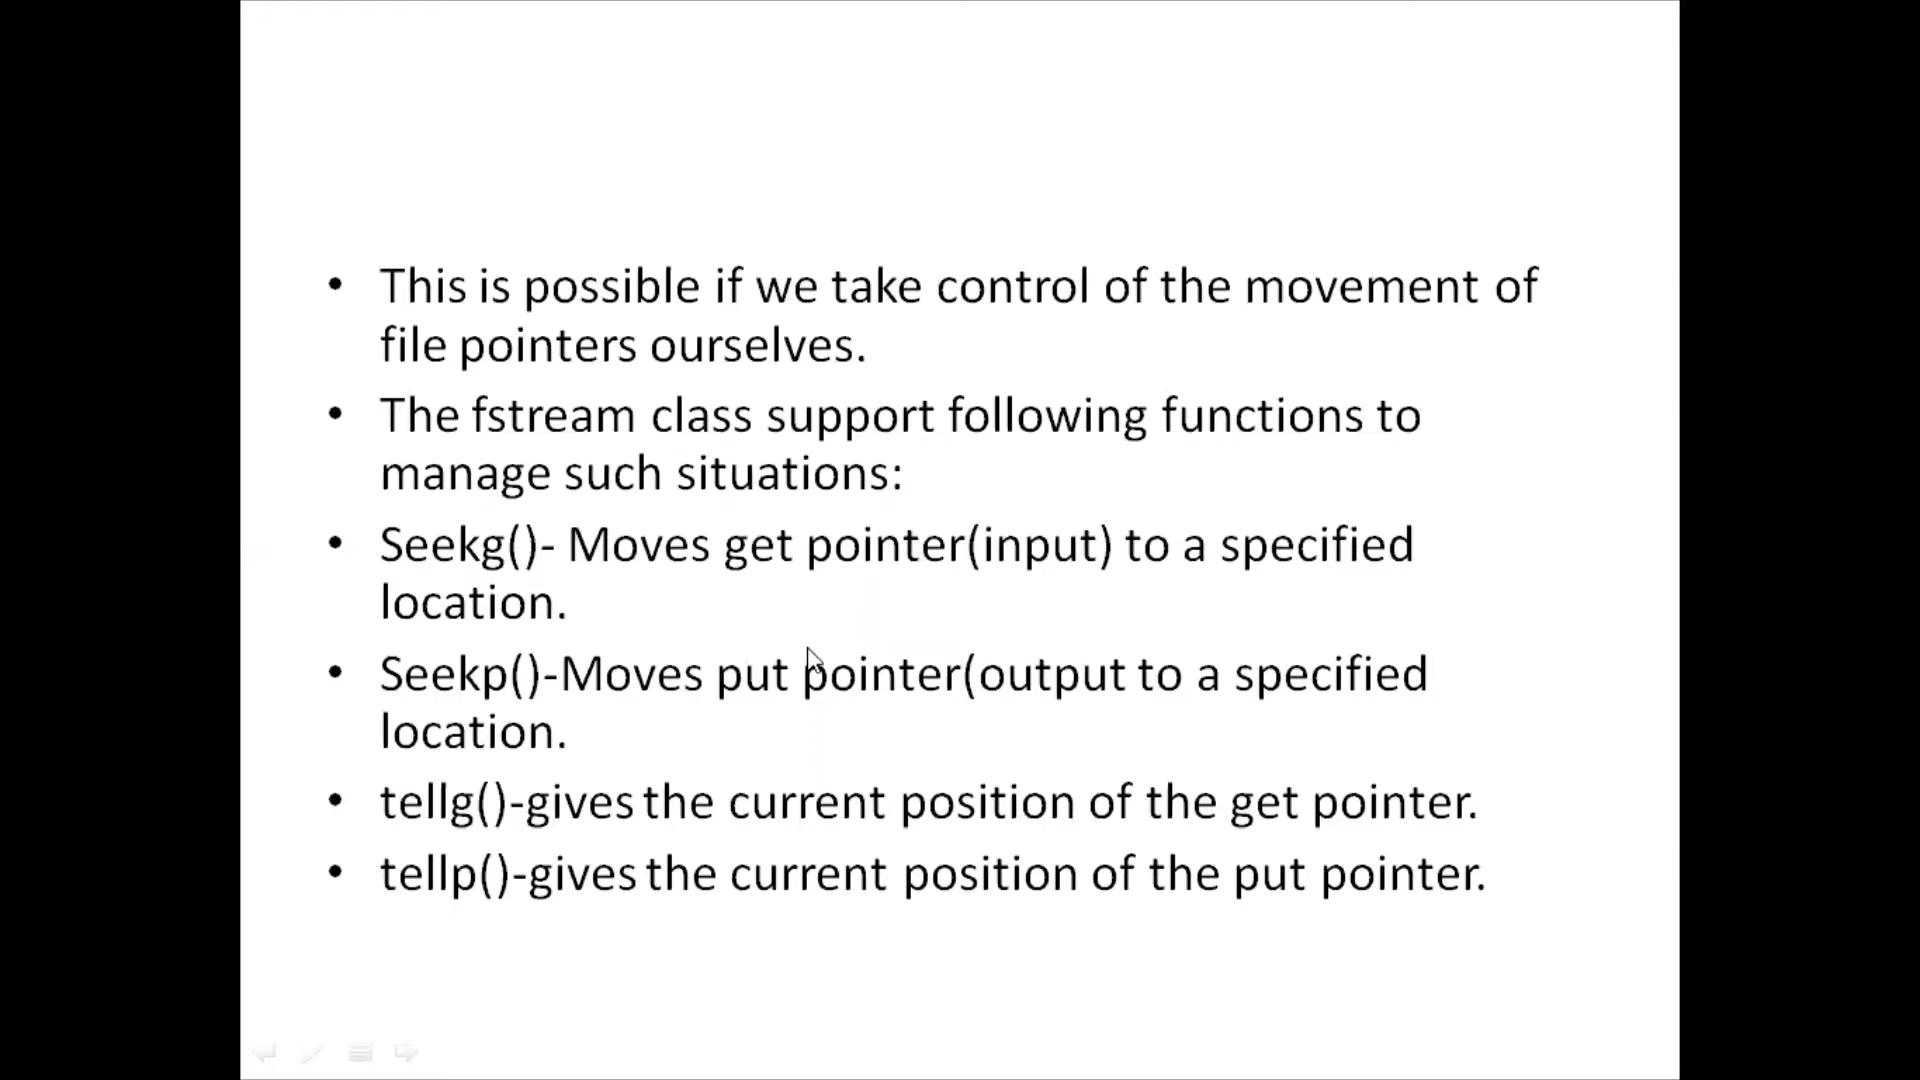 • This is possible if we take control of the movement of
file pointers ourselves.
• The fstream class support following functions to
manage such situations:
• Seekg()- Moves get pointer(input) to a specified
location.
• Seekp()-Moves put pointer(output to a specified
location.
• tellg()-gives the current position of the get pointer.
• tellp()-gives the current position of the put pointer.